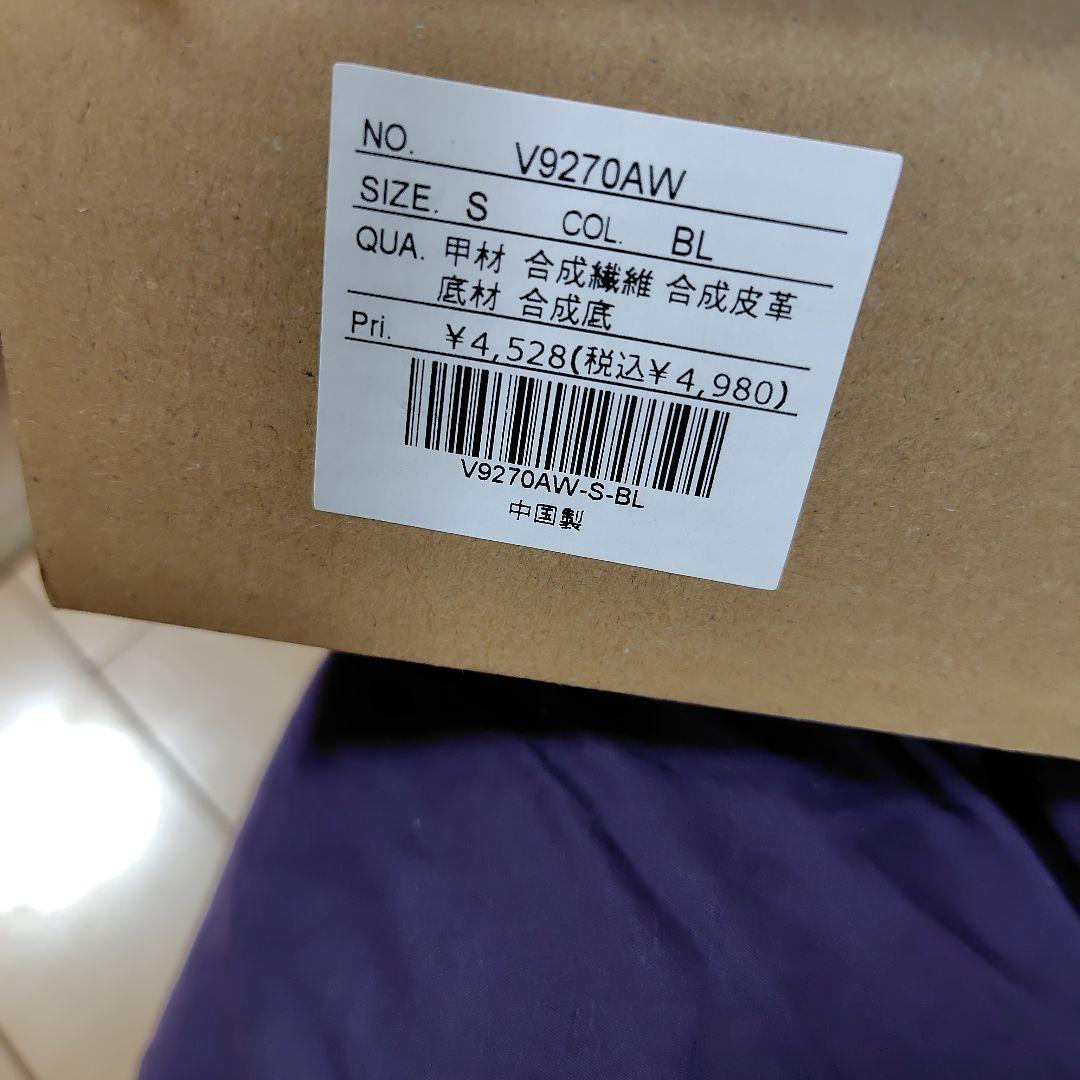 NO. V9270AW
SIZE. S COL. BL
QUA. 甲材 合成繊維 合成皮革
底材 合成底
Pri. ¥4,528(税込¥4,980)
V9270AW-S-BL
中国製